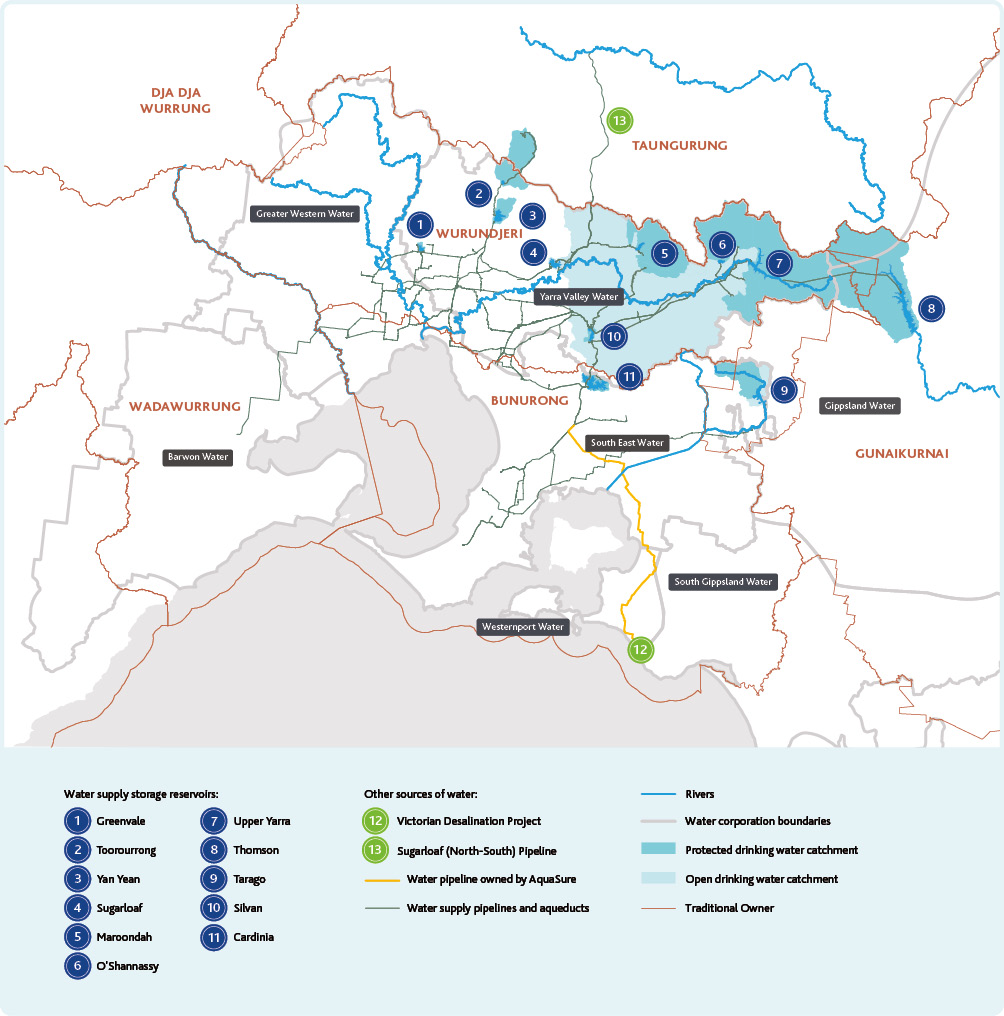 DJA DJA
WURRUNG
13
TAUNGURUNG
2
Greater Western Water
3
1
WURUNDJERI
4
5
6
7
Yarra Valley Water
8
10
11
9
WADAWURRUNG
BUNURONG
Gippsland Water
South East Water
Barwon Water
GUNAIKURNAI
South Gippsland Water
Westernport Water
12
Water supply storage reservoirs:
1 Greenvale
2 Toorourrong
3 Yan Yean
4 Sugarloaf
5 Maroondah
6 O'Shannassy
7 Upper Yarra
8 Thomson
9 Tarago
10 Silvan
11 Cardinia
Other sources of water:
12 Victorian Desalination Project
13 Sugarloaf (North-South) Pipeline
Water pipeline owned by AquaSure
Water supply pipelines and aqueducts
Rivers
Water corporation boundaries
Protected drinking water catchment
Open drinking water catchment
Traditional Owner